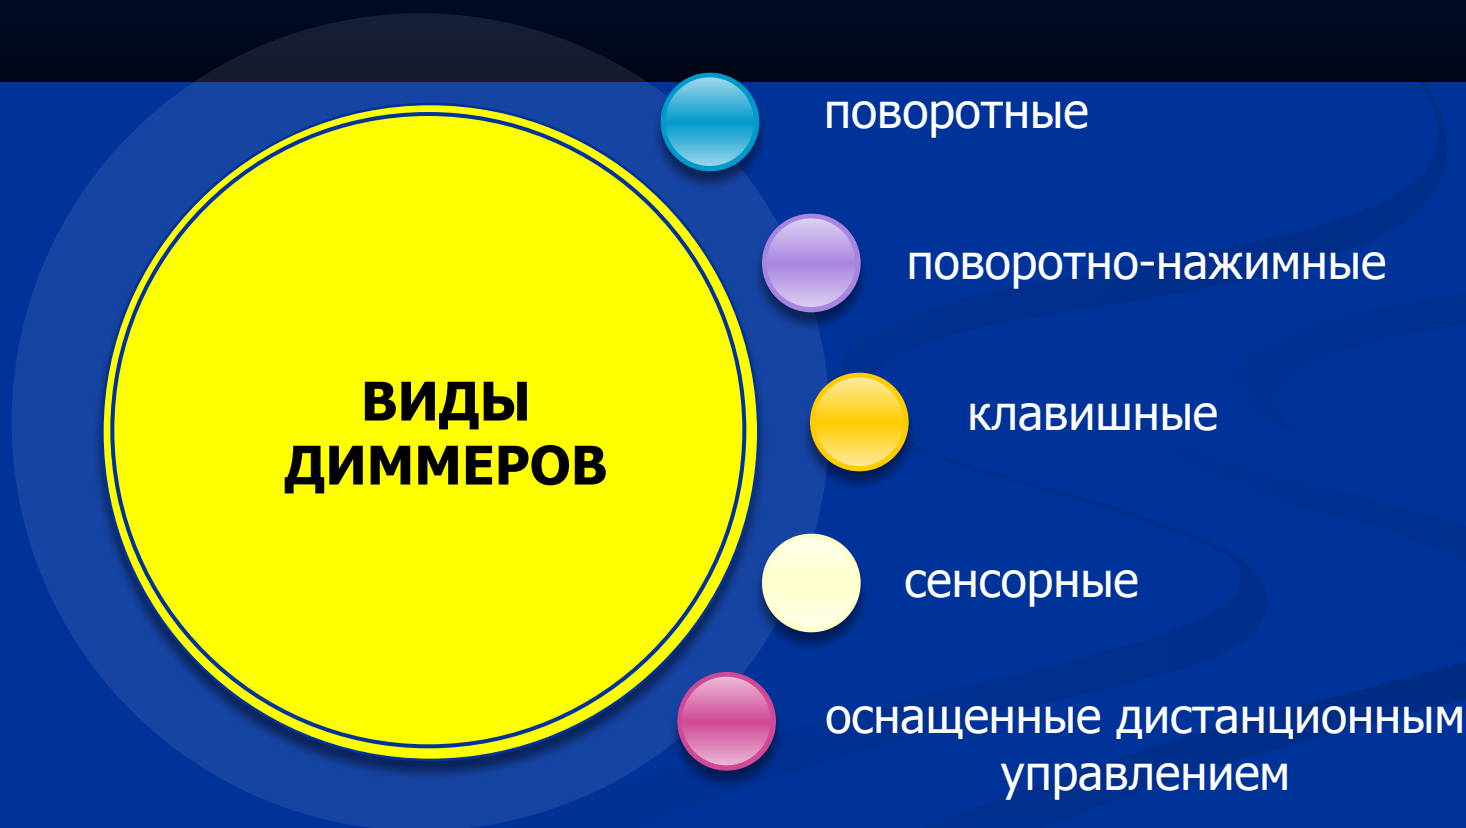 ВИДЫ
ДИММЕРОВ
поворотные
поворотно-нажимные
клавишные
сенсорные
оснащенные дистанционным
управлением